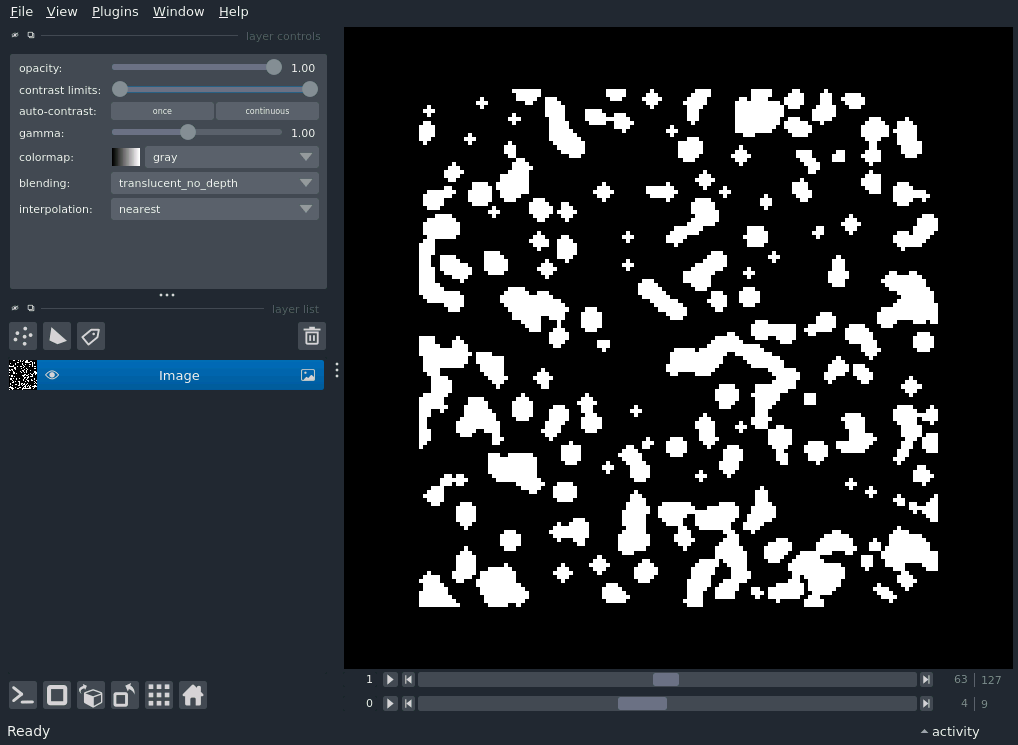 File View Plugins Window Help
layer controls
opacity: 1.00
contrast limits:
auto-contrast: once continuous
gamma: 1.00
colormap: gray
blending: translucent_no_depth
interpolation: nearest
layer list
Image
1 63 127
0 4 9
Ready activity